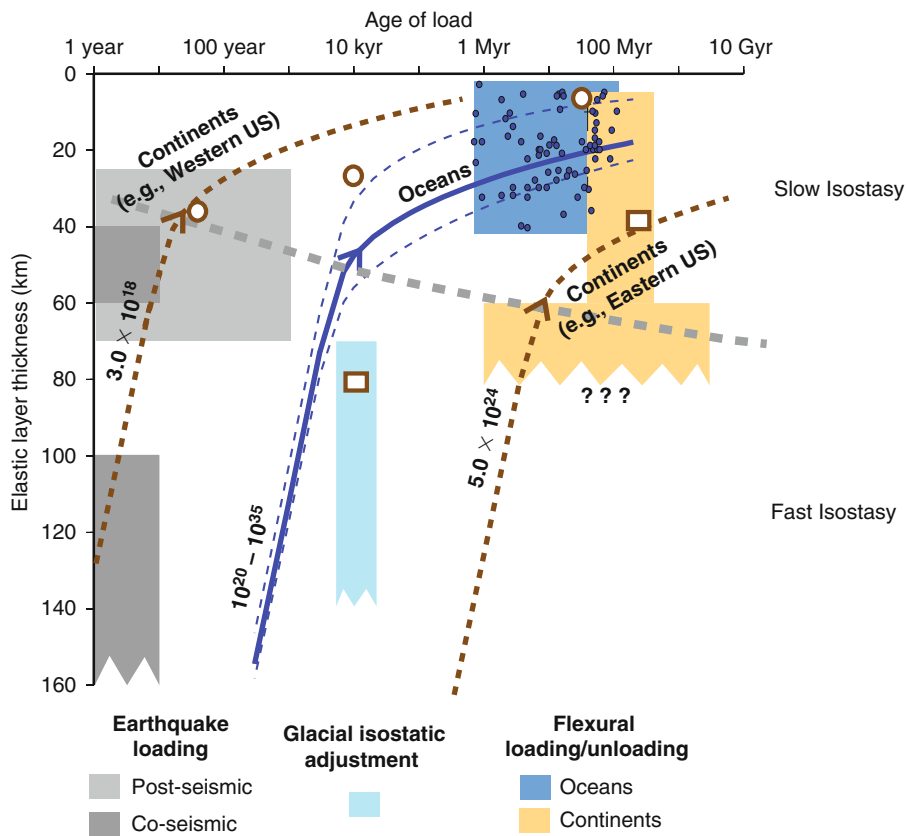 Age of load
1 year 100 year 10 kyr 1 Myr 100 Myr 10 Gyr
Elastic layer thickness (km)
0
20
40
60
80
100
120
140
160
Continents
(e.g., Western US)
Oceans
Continents
(e.g., Eastern US)
3.0 × 10¹⁸
10²⁰ – 10³⁵
5.0 × 10²⁴
? ? ?
Slow Isostasy
Fast Isostasy
Earthquake
loading
Post-seismic
Co-seismic
Glacial isostatic
adjustment
Flexural
loading/unloading
Oceans
Continents